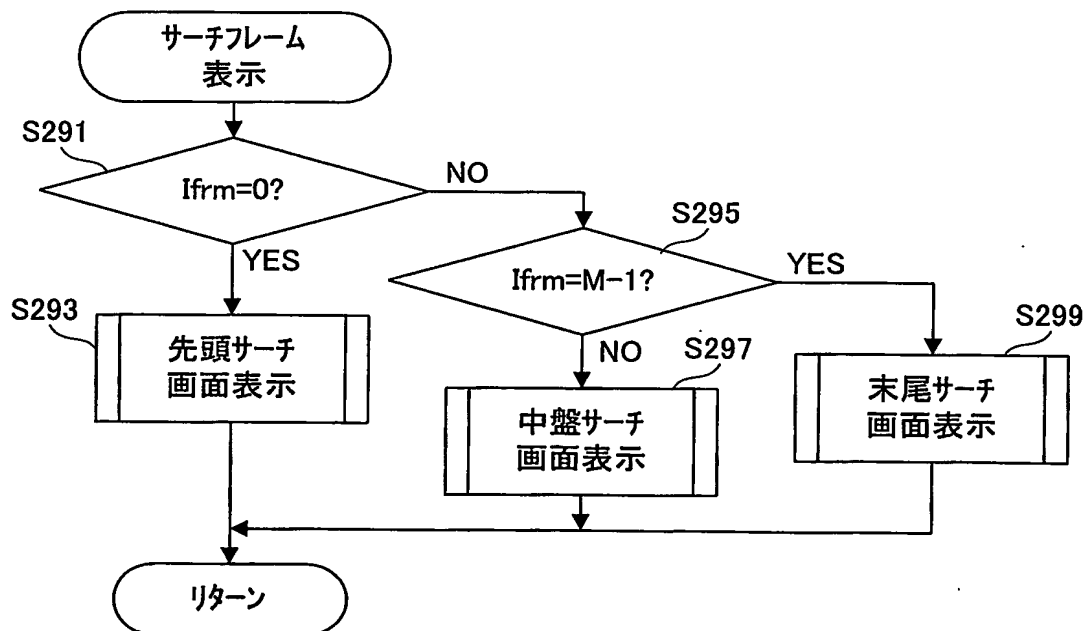 サーチフレーム
表示
S291
Ifrm=0?
NO
YES
S295
Ifrm=M-1?
YES
NO
S293
先頭サーチ
画面表示
S297
中盤サーチ
画面表示
S299
末尾サーチ
画面表示
リターン